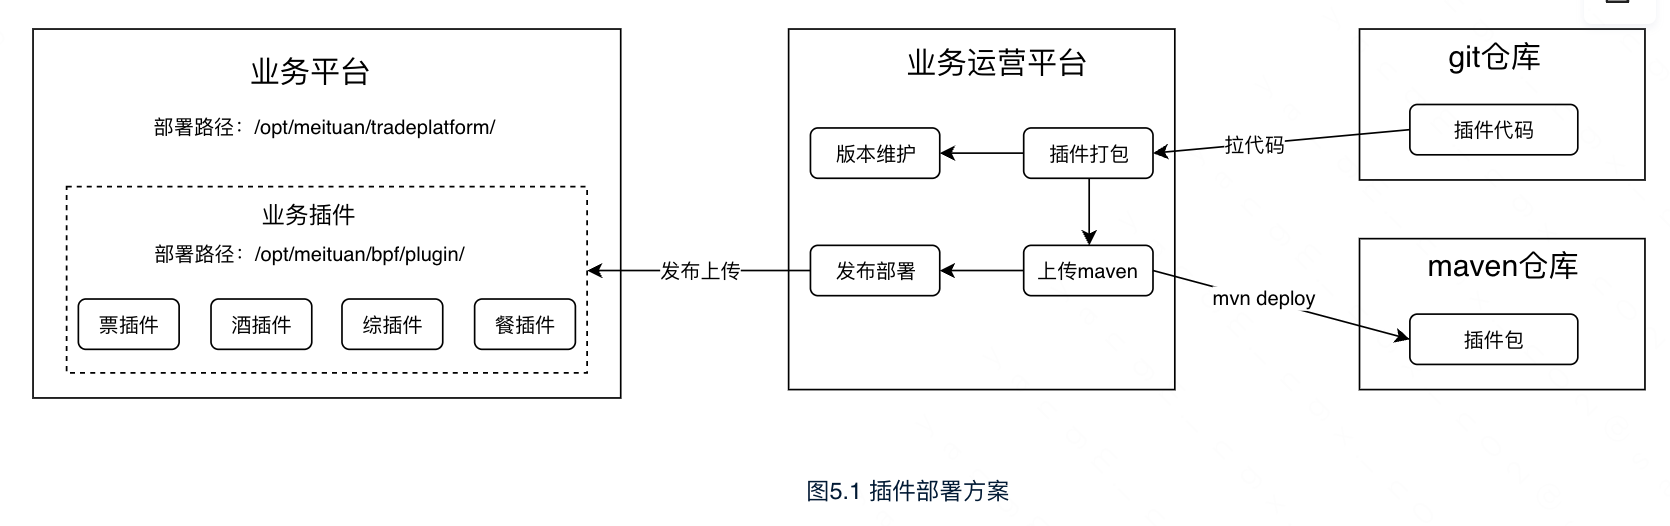 业务平台
部署路径：/opt/meituan/tradeplatform/
业务插件
部署路径：/opt/meituan/bpf/plugin/
票插件
酒插件
综插件
餐插件
发布上传
业务运营平台
版本维护
插件打包
发布部署
上传maven
拉代码
mvn deploy
git仓库
插件代码
maven仓库
插件包
图5.1 插件部署方案